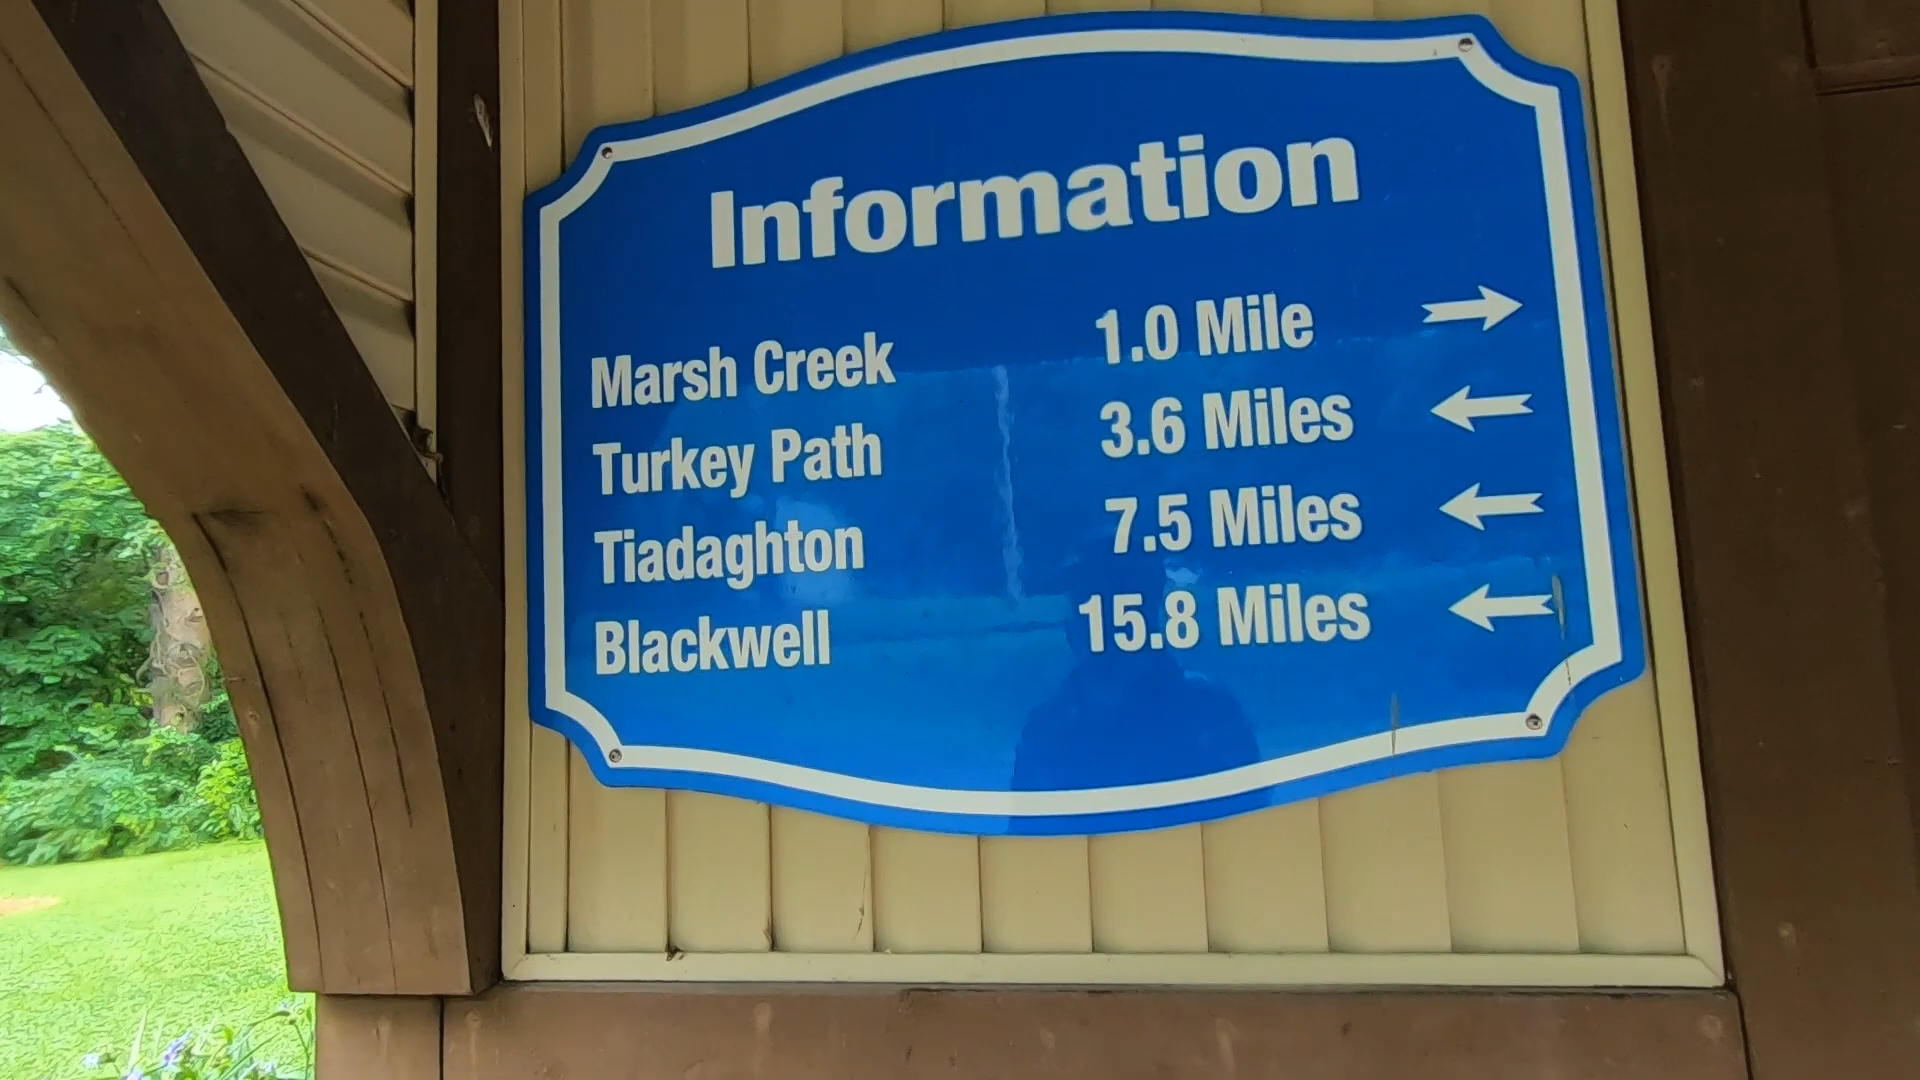 Information
Marsh Creek 1.0 Mile →
Turkey Path 3.6 Miles ←
Tiadaghton 7.5 Miles ←
Blackwell 15.8 Miles ←